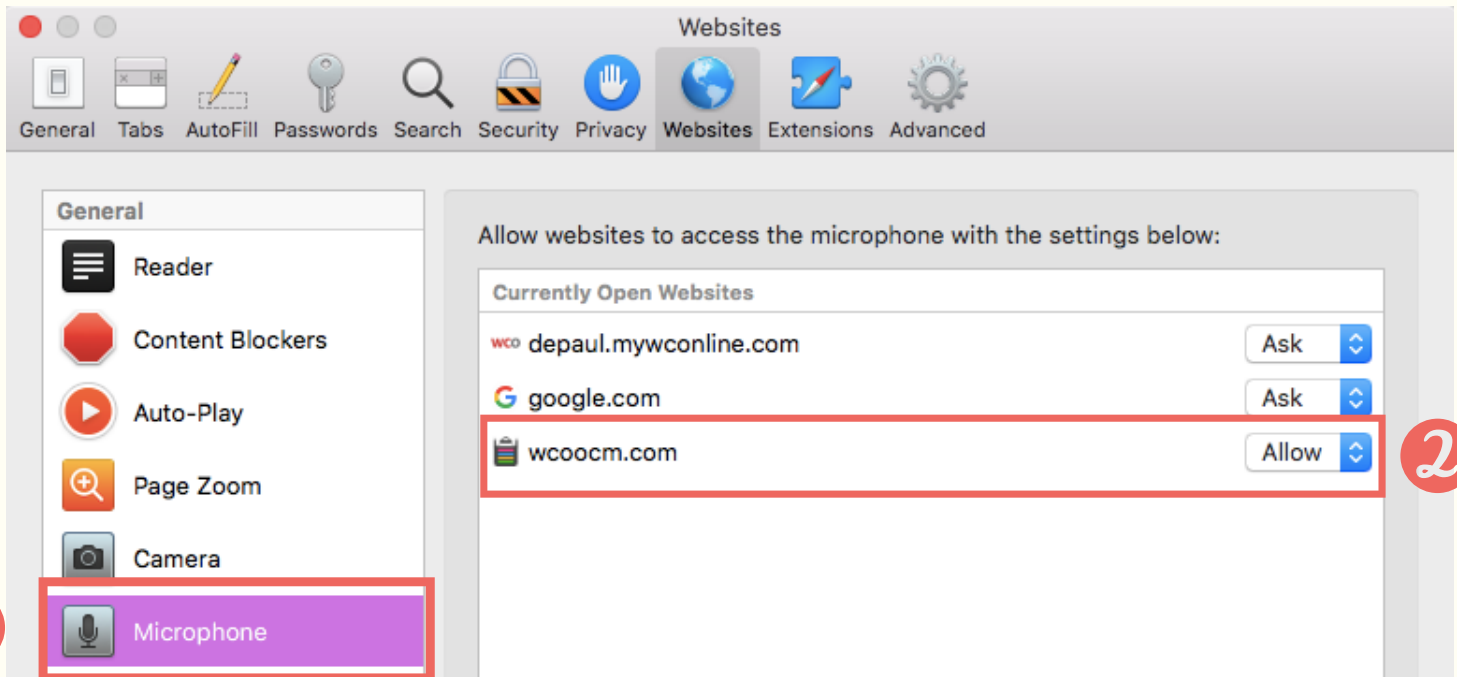 Websites
General Tabs AutoFill Passwords Search Security Privacy Websites Extensions Advanced
General
Reader
Content Blockers
Auto-Play
Page Zoom
Camera
Microphone
Allow websites to access the microphone with the settings below:
Currently Open Websites
wco depaul.mywconline.com Ask
G google.com Ask
wcoocm.com Allow
2